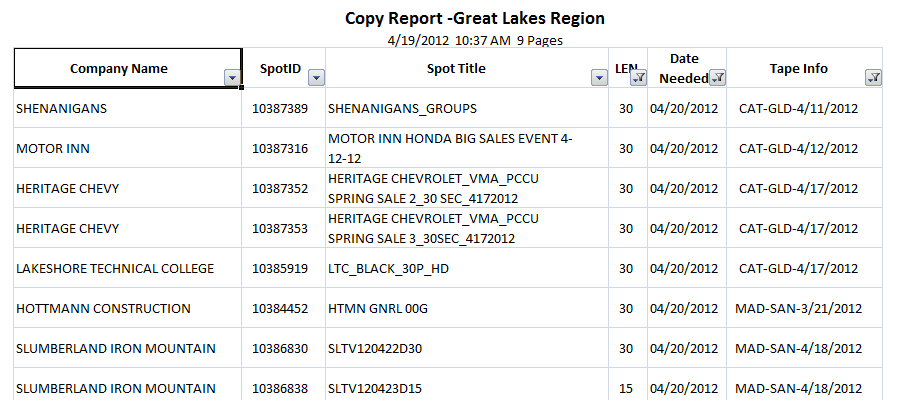 Copy Report -Great Lakes Region
4/19/2012 10:37 AM 9 Pages
Company Name SpotID Spot Title LEN Date Needed Tape Info
SHENANIGANS 10387389 SHENANIGANS_GROUPS 30 04/20/2012 CAT-GLD-4/11/2012
MOTOR INN 10387316 MOTOR INN HONDA BIG SALES EVENT 4-
12-12 30 04/20/2012 CAT-GLD-4/12/2012
HERITAGE CHEVY 10387352 HERITAGE CHEVROLET_VMA_PCCU
SPRING SALE 2_30 SEC_4172012 30 04/20/2012 CAT-GLD-4/17/2012
HERITAGE CHEVY 10387353 HERITAGE CHEVROLET_VMA_PCCU
SPRING SALE 3_30SEC_4172012 30 04/20/2012 CAT-GLD-4/17/2012
LAKESHORE TECHNICAL COLLEGE 10385919 LTC_BLACK_30P_HD 30 04/20/2012 CAT-GLD-4/17/2012
HOTTMANN CONSTRUCTION 10384452 HTMN GNRL 00G 30 04/20/2012 MAD-SAN-3/21/2012
SLUMBERLAND IRON MOUNTAIN 10386830 SLTV120422D30 30 04/20/2012 MAD-SAN-4/18/2012
SLUMBERLAND IRON MOUNTAIN 10386838 SLTV120423D15 15 04/20/2012 MAD-SAN-4/18/2012